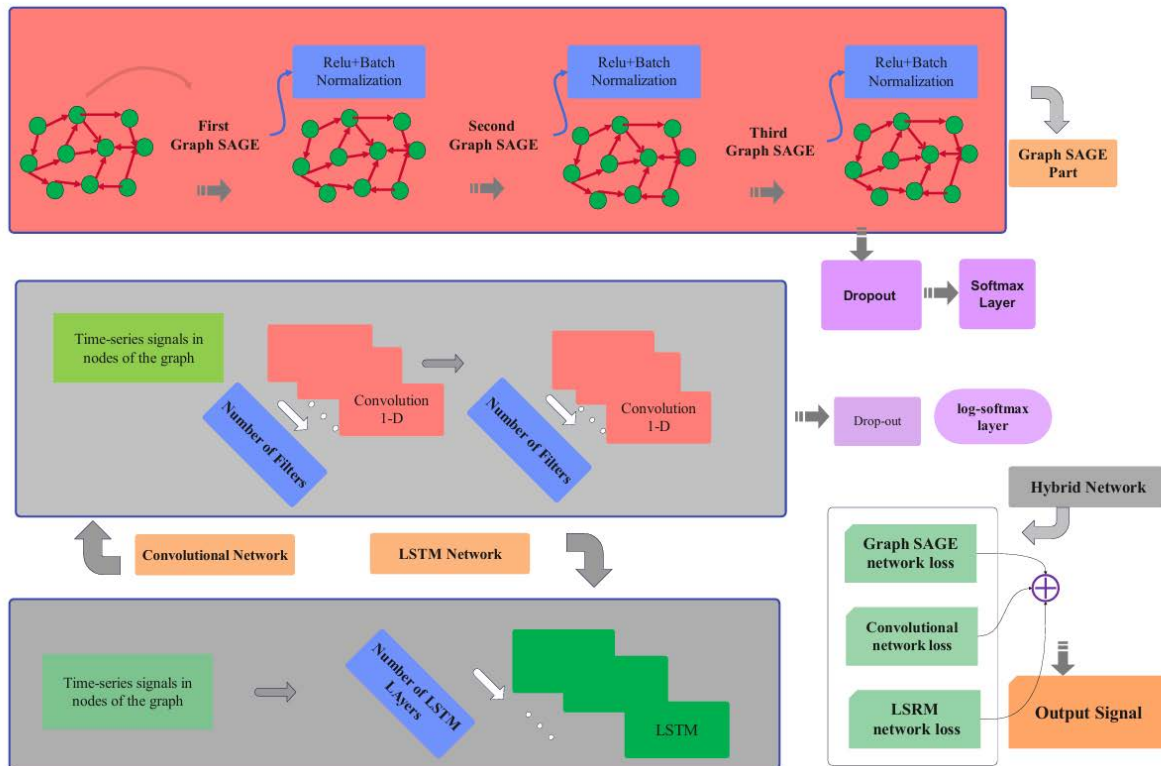 Relu+Batch
Normalization
Relu+Batch
Normalization
Relu+Batch
Normalization
First
Graph SAGE
Second
Graph SAGE
Third
Graph SAGE
Graph SAGE
Part
Dropout
Softmax
Layer
Time-series signals in
nodes of the graph
Number of Filters
Convolution
1-D
Number of Filters
Convolution
1-D
Drop-out
log-softmax
layer
Hybrid Network
Convolutional Network
LSTM Network
Graph SAGE
network loss
Convolutional
network loss
LSRM
network loss
Output Signal
Time-series signals in
nodes of the graph
Number of LSTM
LAyers
LSTM